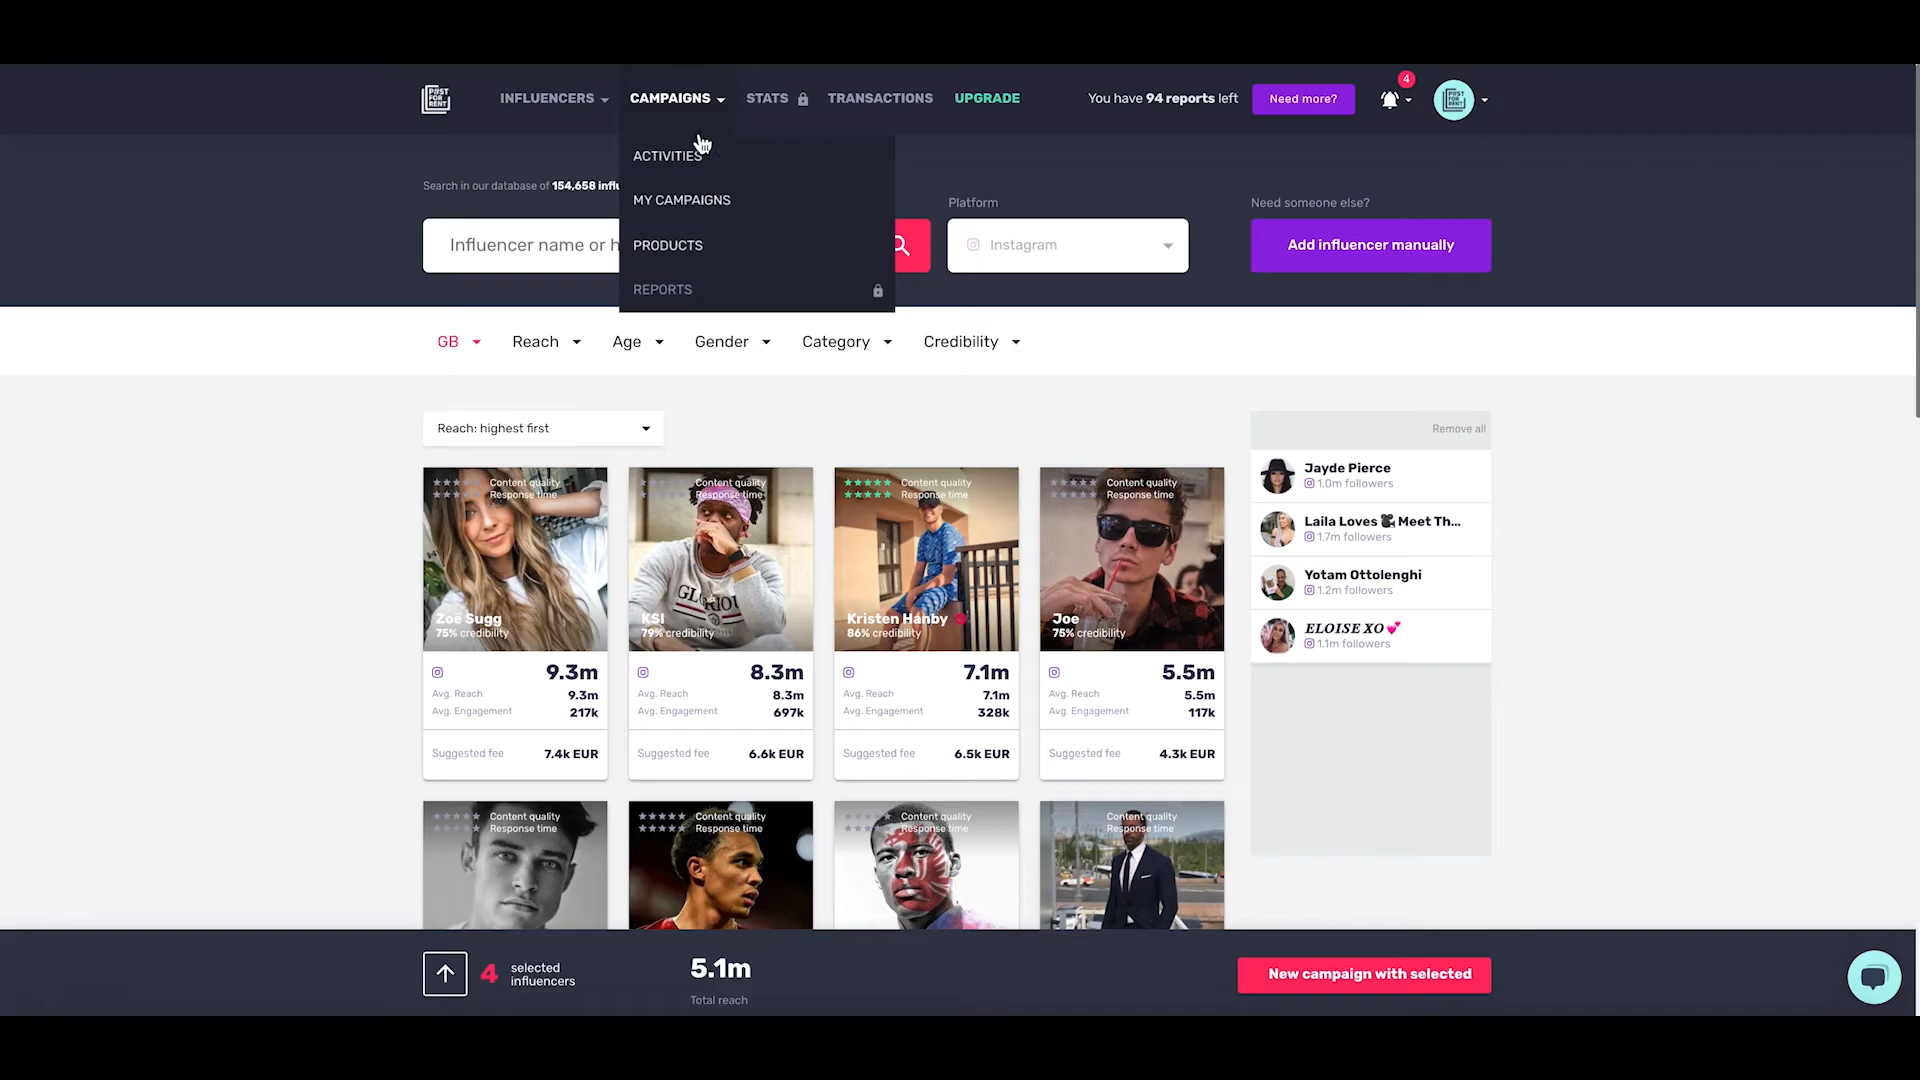 POST
FOR
RENT
INFLUENCERS
CAMPAIGNS
STATS
TRANSACTIONS
UPGRADE
You have 94 reports left
Need more?
4
ACTIVITIES
MY CAMPAIGNS
PRODUCTS
REPORTS
Search in our database of 154,658 influ
Influencer name or h
Platform
Instagram
Need someone else?
Add influencer manually
GB
Reach
Age
Gender
Category
Credibility
Reach: highest first
Content quality
Response time
Zoë Sugg
75% credibility
9.3m
Avg. Reach 9.3m
Avg. Engagement 217k
Suggested fee 7.4k EUR
Content quality
Response time
GLORIOU
KSI
79% credibility
8.3m
Avg. Reach 8.3m
Avg. Engagement 697k
Suggested fee 6.6k EUR
Content quality
Response time
Kristen Hanby
86% credibility
7.1m
Avg. Reach 7.1m
Avg. Engagement 328k
Suggested fee 6.5k EUR
Content quality
Response time
Joe
75% credibility
5.5m
Avg. Reach 5.5m
Avg. Engagement 117k
Suggested fee 4.3k EUR
Remove all
Jayde Pierce
1.0m followers
Laila Loves 🎥 Meet Th...
1.7m followers
Yotam Ottolenghi
1.2m followers
ELOISE XO 💕
1.1m followers
Content quality
Response time
Content quality
Response time
Content quality
Response time
Content quality
Response time
4 selected
influencers
5.1m
Total reach
New campaign with selected